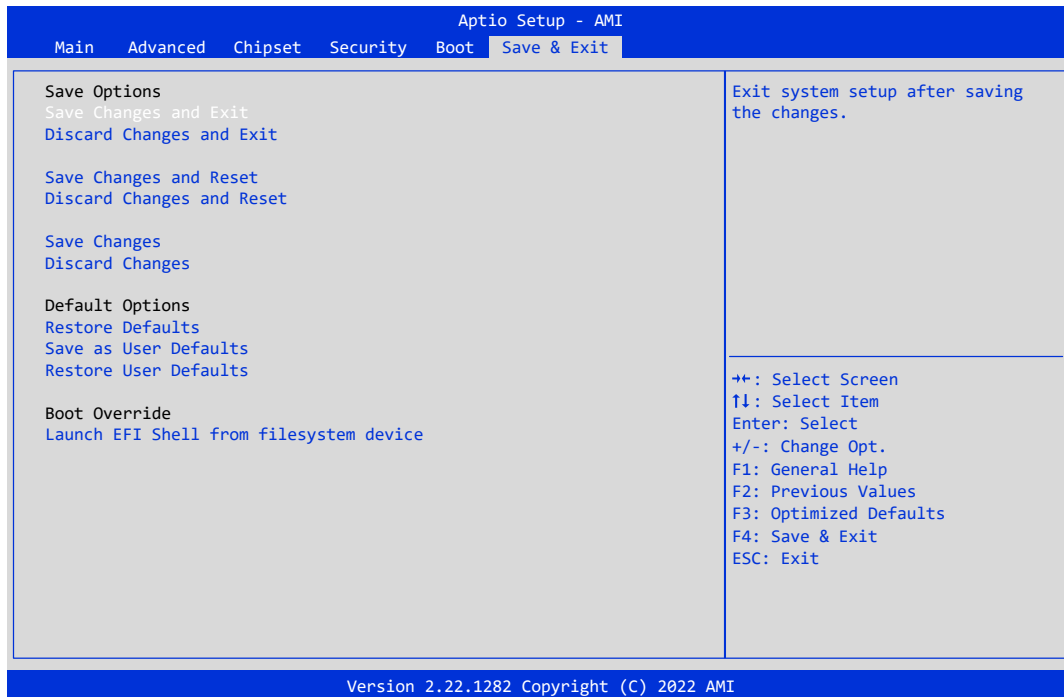 Aptio Setup - AMI
Main Advanced Chipset Security Boot Save & Exit
Save Options
Save Changes and Exit
Discard Changes and Exit
Save Changes and Reset
Discard Changes and Reset
Save Changes
Discard Changes
Default Options
Restore Defaults
Save as User Defaults
Restore User Defaults
Boot Override
Launch EFI Shell from filesystem device
Exit system setup after saving
the changes.
→←: Select Screen
↑↓: Select Item
Enter: Select
+/-: Change Opt.
F1: General Help
F2: Previous Values
F3: Optimized Defaults
F4: Save & Exit
ESC: Exit
Version 2.22.1282 Copyright (C) 2022 AMI